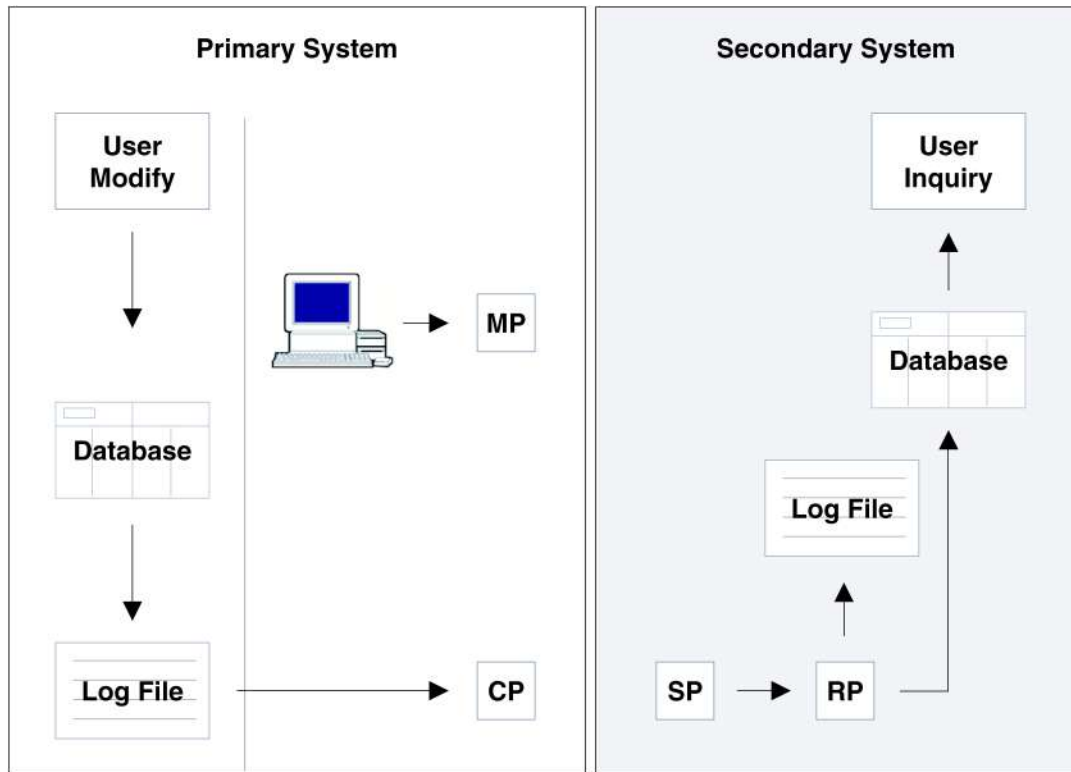 Primary System
User
Modify
MP
Database
Log File
CP
Secondary System
User
Inquiry
Database
Log File
SP
RP